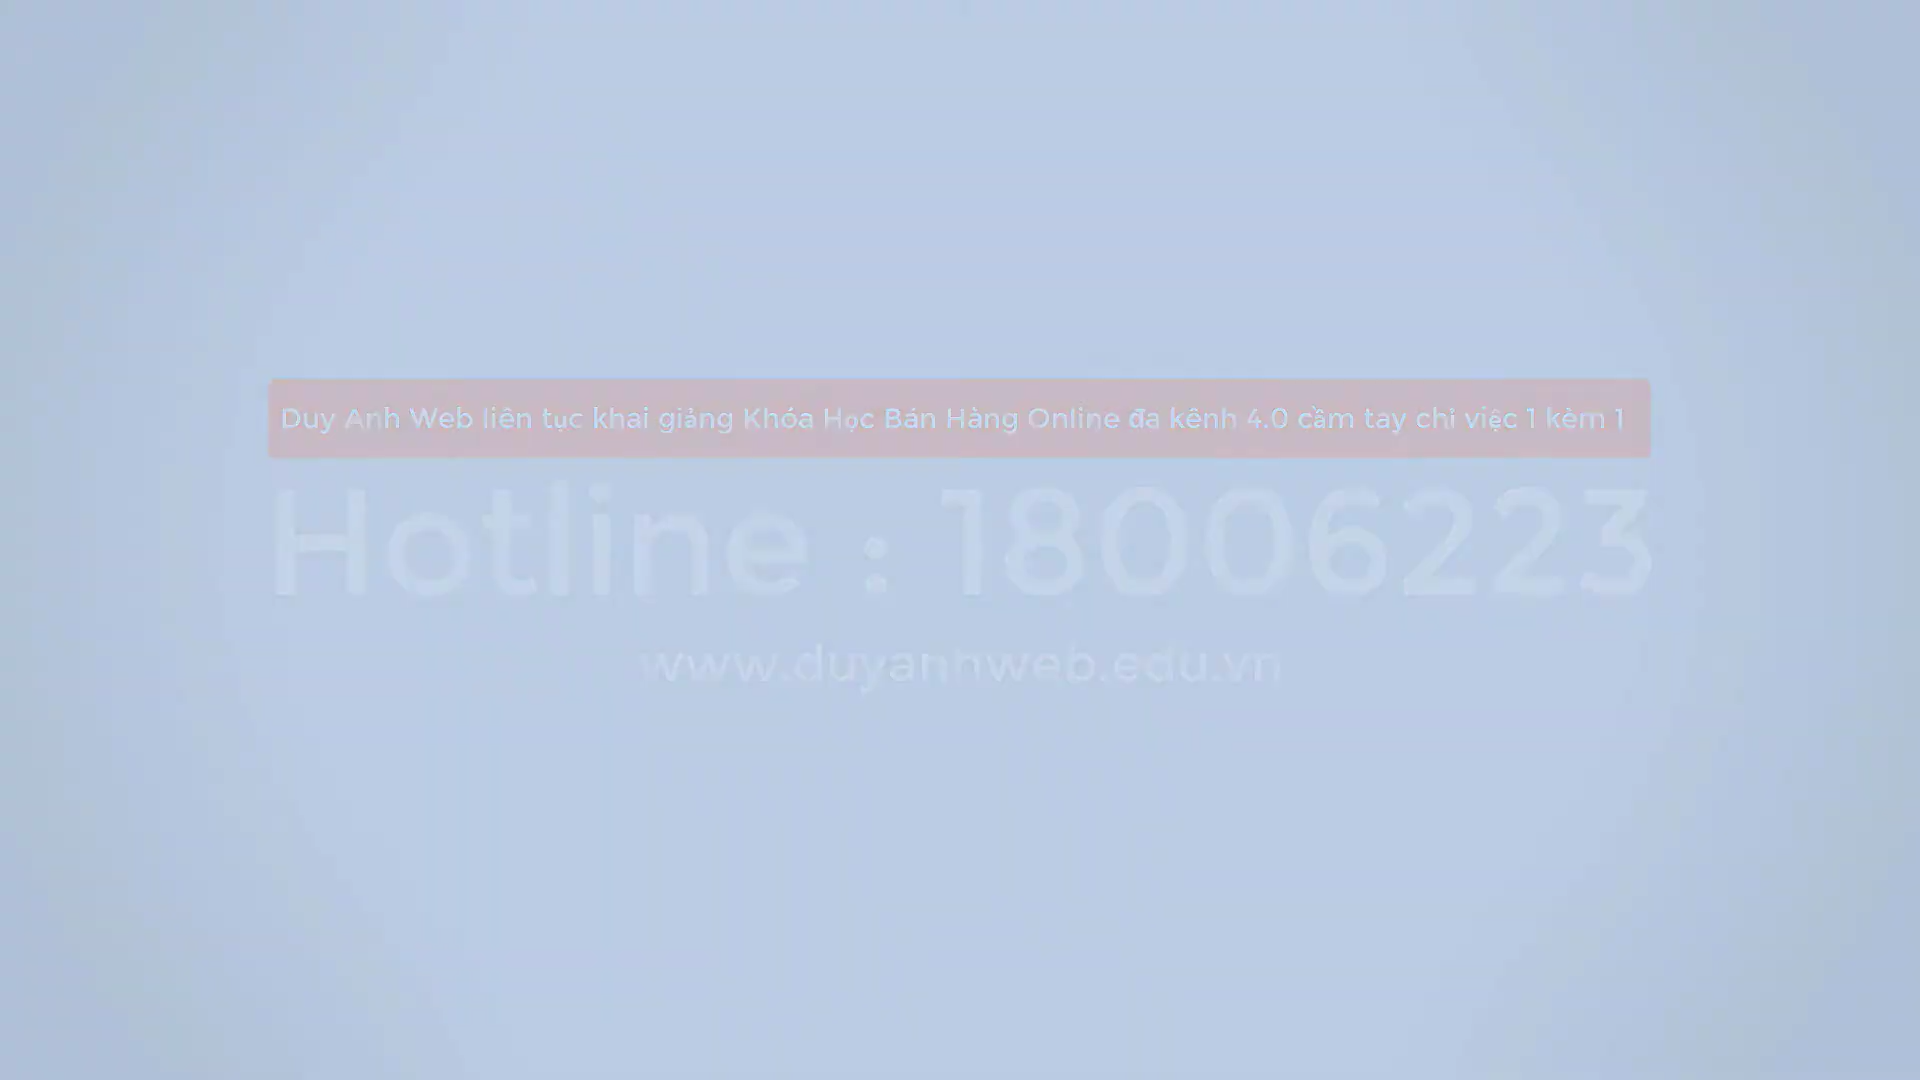 Duy Anh Web liên tục khai giảng Khóa Học Bán Hàng Online đa kênh 4.0 cầm tay chỉ việc 1 kèm 1
Hotline : 18006223
www.duyanhweb.edu.vn